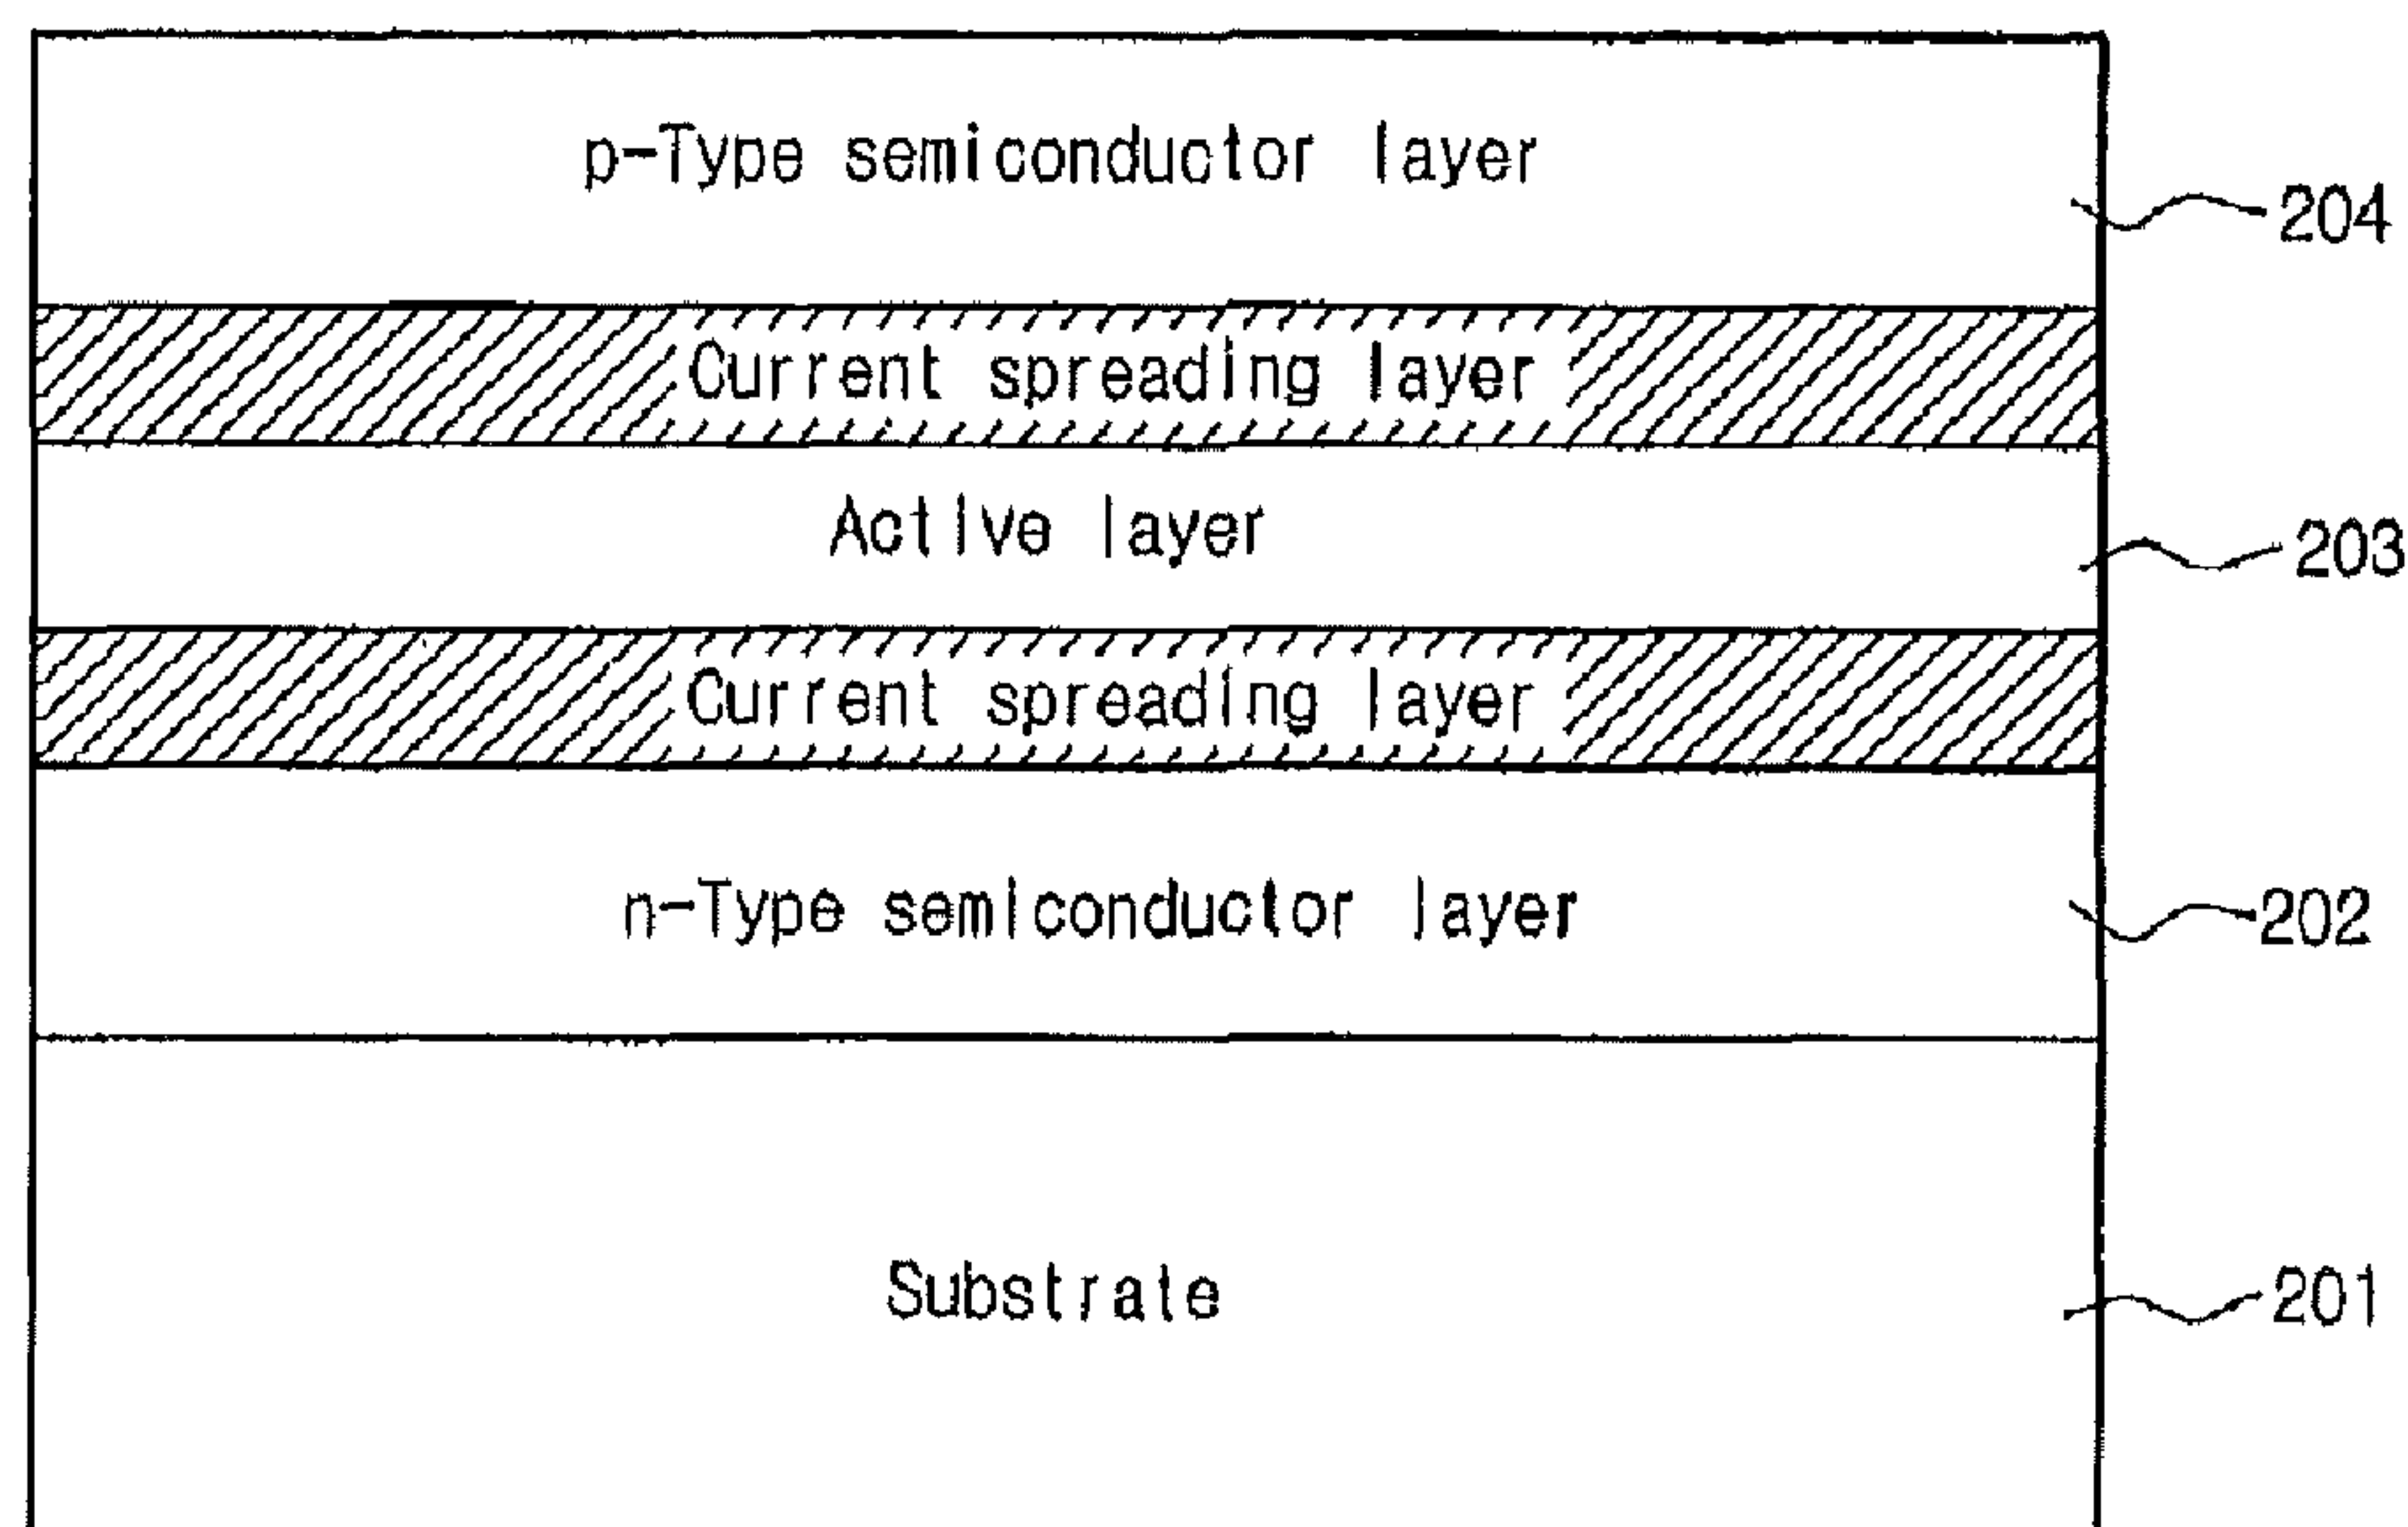 p-Type semiconductor layer
204
Current spreading layer
Active layer
203
Current spreading layer
n-Type semiconductor layer
202
Substrate
201